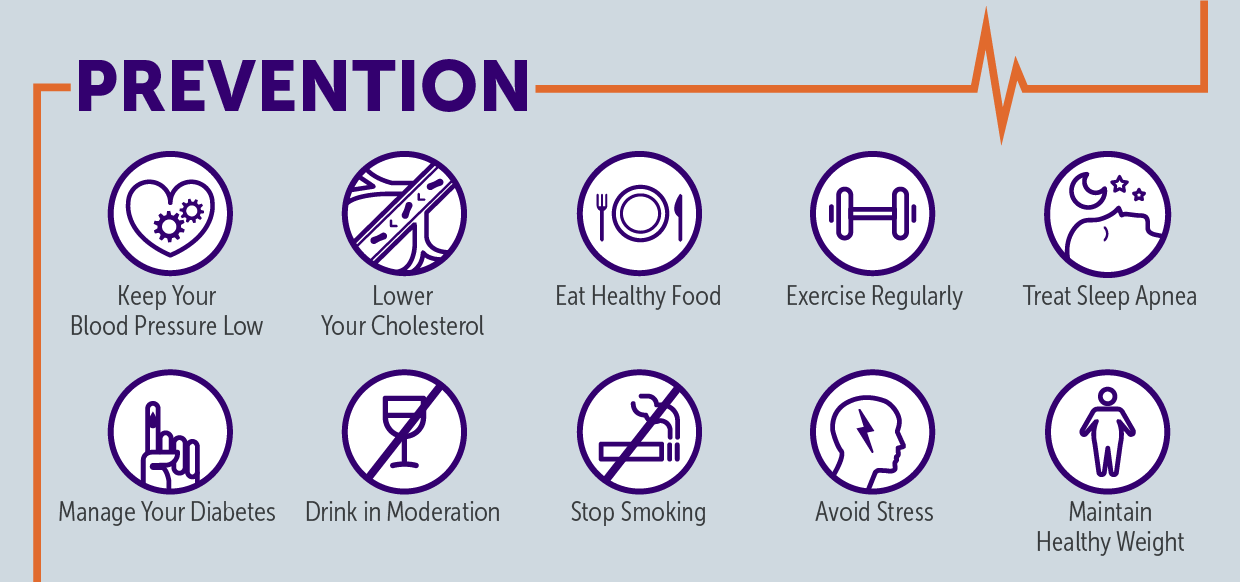 PREVENTION
Keep Your
Blood Pressure Low
Lower
Your Cholesterol
Eat Healthy Food
Exercise Regularly
Treat Sleep Apnea
Manage Your Diabetes
Drink in Moderation
Stop Smoking
Avoid Stress
Maintain
Healthy Weight